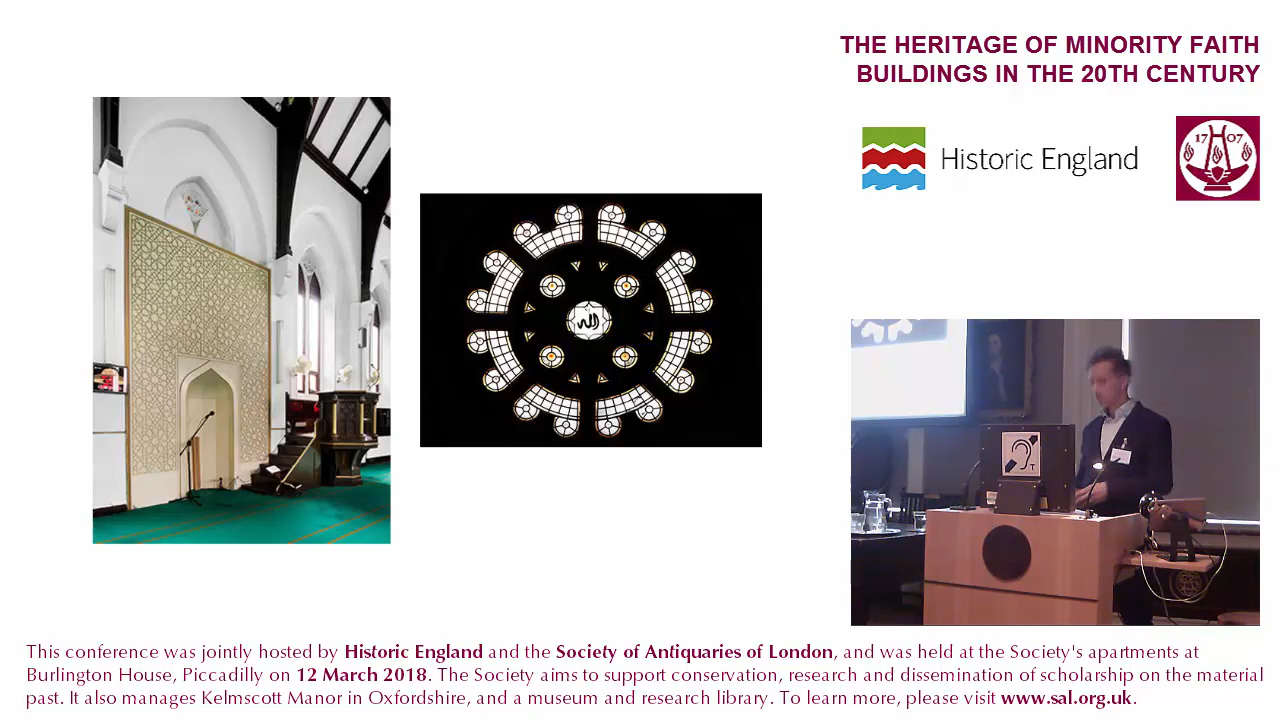 THE HERITAGE OF MINORITY FAITH
BUILDINGS IN THE 20TH CENTURY
Historic England
17 07
الله
T
This conference was jointly hosted by Historic England and the Society of Antiquaries of London, and was held at the Society's apartments at
Burlington House, Piccadilly on 12 March 2018. The Society aims to support conservation, research and dissemination of scholarship on the material
past. It also manages Kelmscott Manor in Oxfordshire, and a museum and research library. To learn more, please visit www.sal.org.uk.